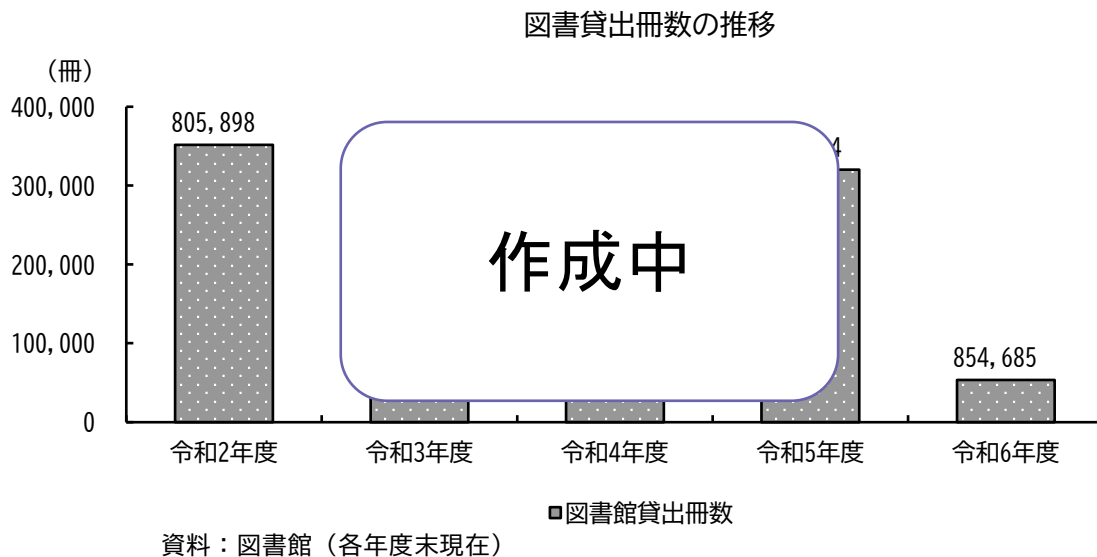 図書貸出冊数の推移
（冊）
400,000
300,000
200,000
100,000
0
805,898
4
854,685
作成中
令和2年度
令和3年度
令和4年度
令和5年度
令和6年度
図書館貸出冊数
資料：図書館（各年度末現在）